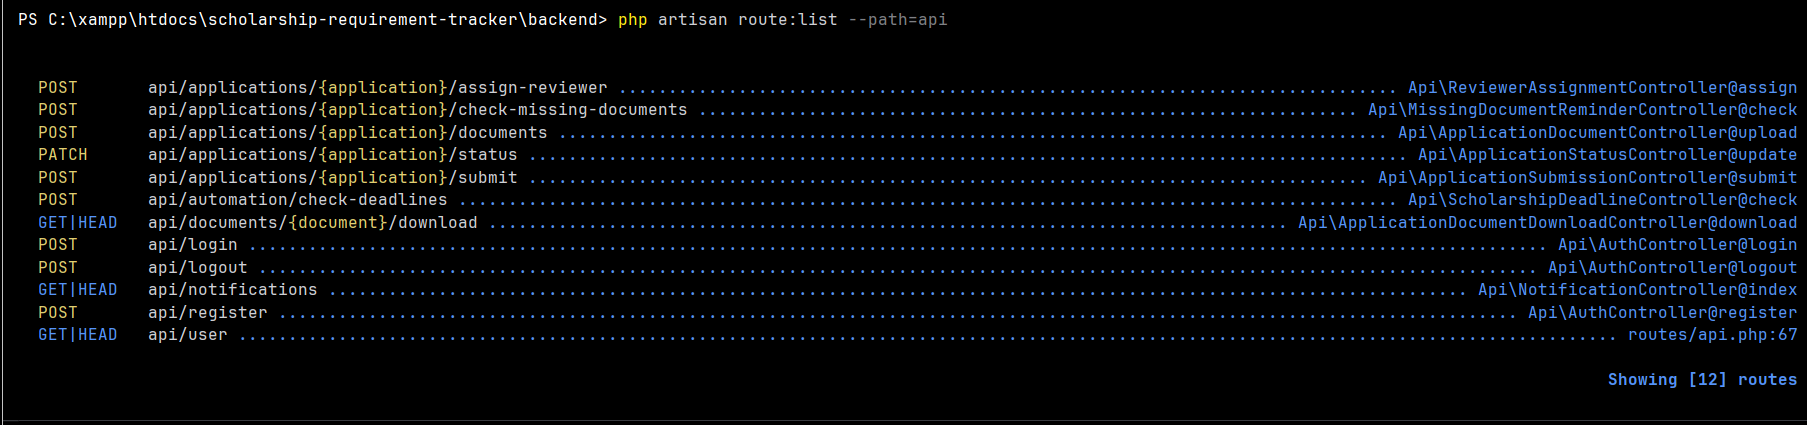 PS C:\xampp\htdocs\scholarship-requirement-tracker\backend> php artisan route:list --path=api
POST api/applications/{application}/assign-reviewer .............................................................................. Api\ReviewerAssignmentController@assign
POST api/applications/{application}/check-missing-documents .................................................................. Api\MissingDocumentReminderController@check
POST api/applications/{application}/documents ................................................................................... Api\ApplicationDocumentController@upload
PATCH api/applications/{application}/status ........................................................................................ Api\ApplicationStatusController@update
POST api/applications/{application}/submit .................................................................................... Api\ApplicationSubmissionController@submit
POST api/automation/check-deadlines .............................................................................................. Api\ScholarshipDeadlineController@check
GET|HEAD api/documents/{document}/download ................................................................................ Api\ApplicationDocumentDownloadController@download
POST api/login .................................................................................................................................. Api\AuthController@login
POST api/logout ................................................................................................................................ Api\AuthController@logout
GET|HEAD api/notifications .................................................................................................................. Api\NotificationController@index
POST api/register ............................................................................................................................ Api\AuthController@register
GET|HEAD api/user .......................................................................................................................................... routes/api.php:67
Showing [12] routes